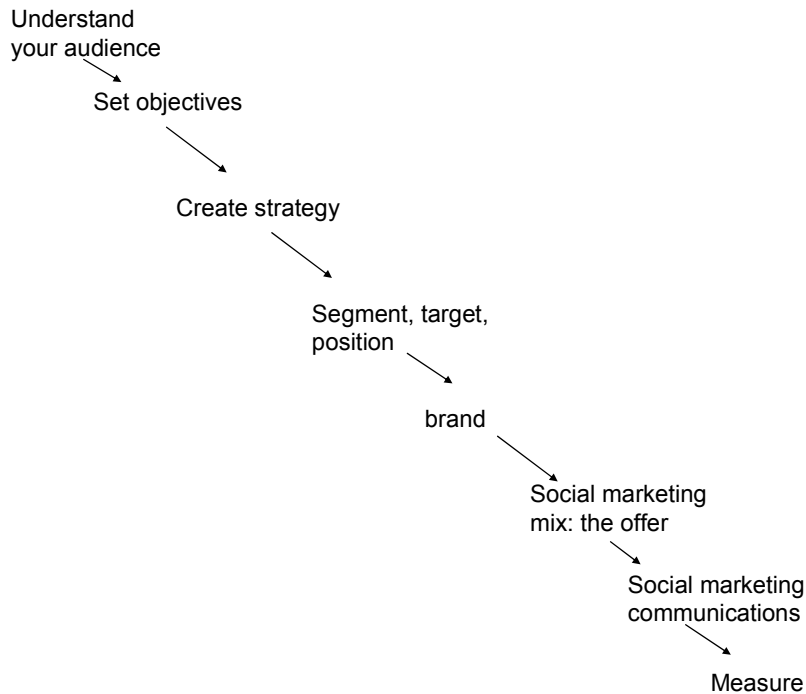 Understand
your audience
Set objectives
Create strategy
Segment, target,
position
brand
Social marketing
mix: the offer
Social marketing
communications
Measure